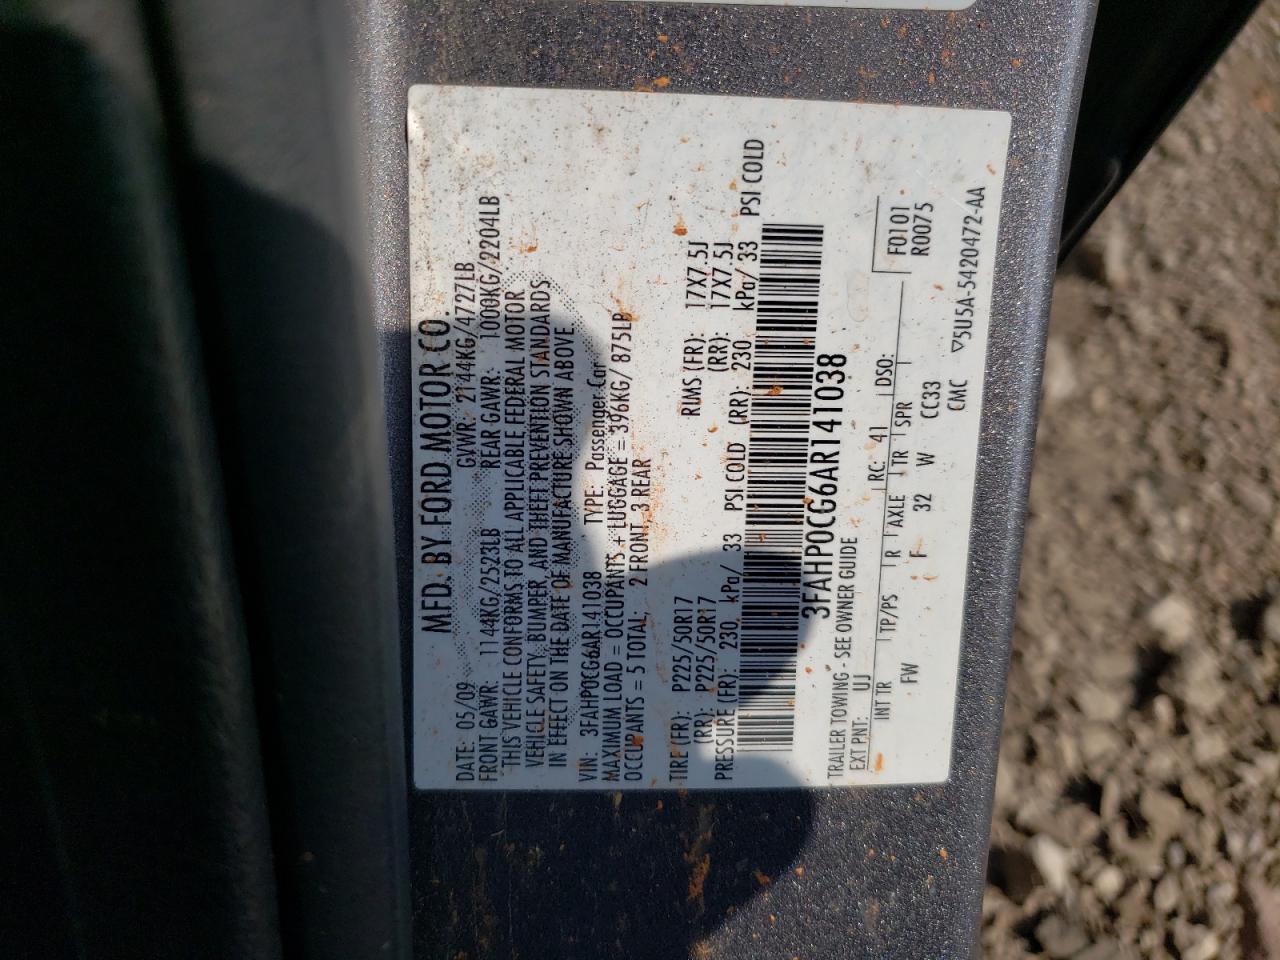 MFD. BY FORD MOTOR CO.
DATE: 05/09 GVWR: 2144KG/4727LB
FRONT GAWR: 1144KG/2523LB REAR GAWR: 1000KG/2204LB
THIS VEHICLE CONFORMS TO ALL APPLICABLE FEDERAL MOTOR
VEHICLE SAFETY, BUMPER, AND THEFT PREVENTION STANDARDS
IN EFFECT ON THE DATE OF MANUFACTURE SHOWN ABOVE.
VIN: 3FAHP0CG6AR141038 TYPE: Passenger Car
MAXIMUM LOAD = OCCUPANTS + LUGGAGE = 396KG/ 875LB
OCCUPANTS = 5 TOTAL, 2 FRONT, 3 REAR
TIRE (FR): P225/50R17 RIMS (FR): 17X7.5J
(RR): P225/50R17 (RR): 17X7.5J
PRESSURE (FR): 230 kPa/ 33 PSI COLD (RR): 230 kPa/ 33 PSI COLD
3FAHP0CG6AR141038
TRAILER TOWING - SEE OWNER GUIDE
EXT PNT: UJ RC: 41 DSO:
INT TR TP/PS R AXLE TR SPR F0101
FW F 32 W CC33 R0075
CMC
▽5U5A-5420472-AA